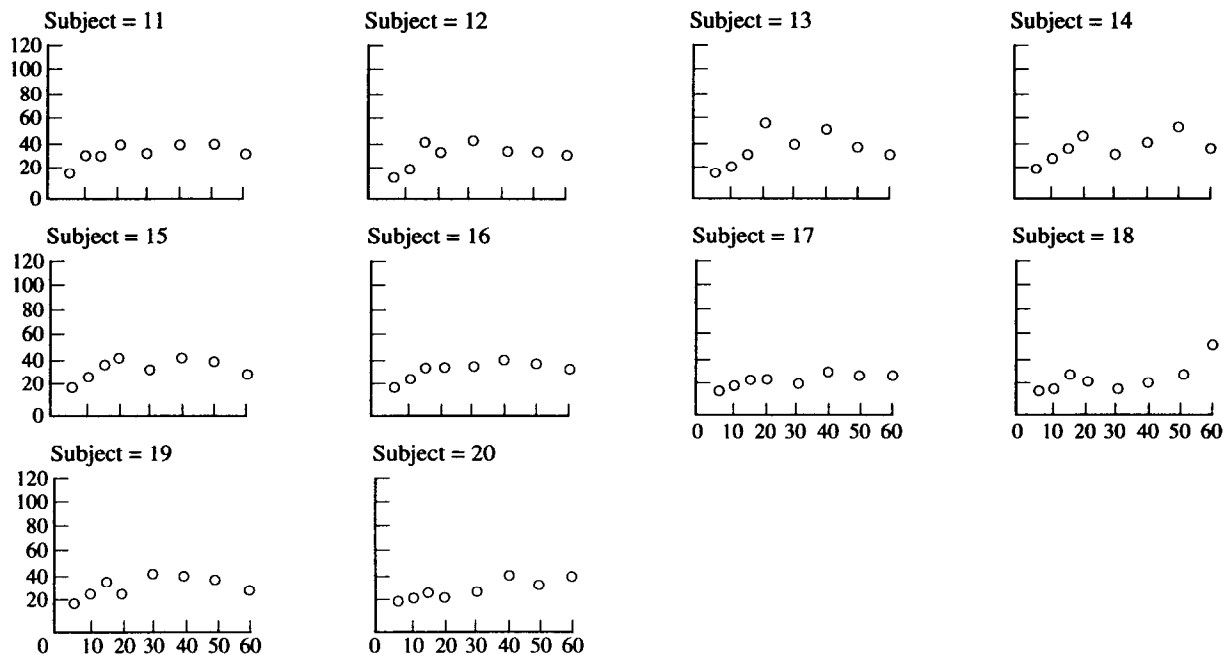 Subject = 11
Subject = 12
Subject = 13
Subject = 14
120
100
80
60
40
20
0
Subject = 15
Subject = 16
Subject = 17
Subject = 18
120
100
80
60
40
20
0
0 10 20 30 40 50 60
0 10 20 30 40 50 60
Subject = 19
Subject = 20
120
100
80
60
40
20
0 10 20 30 40 50 60
0 10 20 30 40 50 60